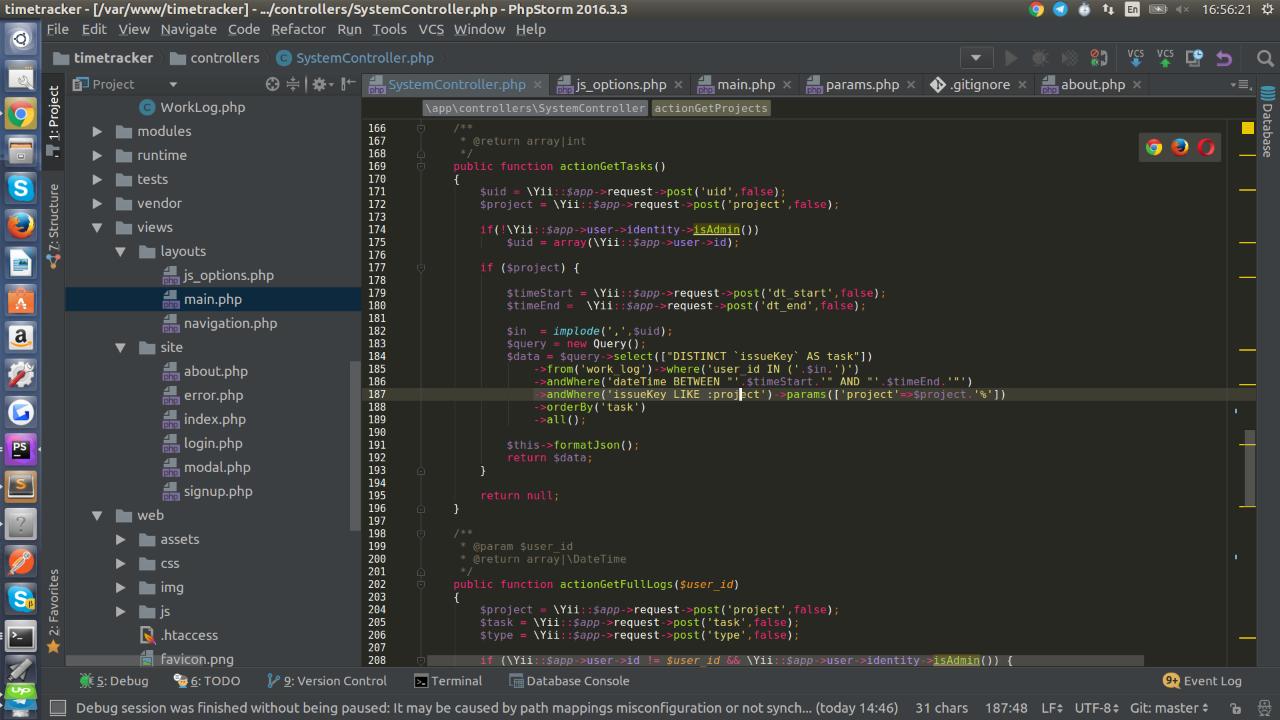 timetracker - [/var/www/timetracker] - .../controllers/SystemController.php - PhpStorm 2016.3.3
En
16:56:21
File Edit View Navigate Code Refactor Run Tools VCS Window Help
timetracker controllers SystemController.php
VCS VCS
Project
SystemController.php js_options.php main.php params.php .gitignore about.php
1: Project
7: Structure
2: Favorites
Database
WorkLog.php
modules
runtime
tests
vendor
views
layouts
js_options.php
main.php
navigation.php
site
about.php
error.php
index.php
login.php
modal.php
signup.php
web
assets
css
img
js
.htaccess
favicon.png
\app\controllers\SystemController actionGetProjects
166 /**
167 * @return array|int
168 */
169 public function actionGetTasks()
170 {
171 $uid = \Yii::$app->request->post('uid',false);
172 $project = \Yii::$app->request->post('project',false);
173
174 if(!\Yii::$app->user->identity->isAdmin())
175 $uid = array(\Yii::$app->user->id);
176
177 if ($project) {
178
179 $timeStart = \Yii::$app->request->post('dt_start',false);
180 $timeEnd =  \Yii::$app->request->post('dt_end',false);
181
182 $in  = implode(',',$uid);
183 $query = new Query();
184 $data = $query->select(["DISTINCT `issueKey` AS task"])
185 ->from('work_log')->where('user_id IN ('.$in.')')
186 ->andWhere('dateTime BETWEEN "'.$timeStart.'" AND "'.$timeEnd.'"')
187 ->andWhere('issueKey LIKE :project')->params(['project'=>$project.'%'])
188 ->orderBy('task')
189 ->all();
190
191 $this->formatJson();
192 return $data;
193 }
194
195 return null;
196 }
197
198 /**
199 * @param $user_id
200 * @return array|\DateTime
201 */
202 public function actionGetFullLogs($user_id)
203 {
204 $project = \Yii::$app->request->post('project',false);
205 $task = \Yii::$app->request->post('task',false);
206 $type = \Yii::$app->request->post('type',false);
207
208 if (\Yii::$app->user->id != $user_id && \Yii::$app->user->identity->isAdmin()) {
5: Debug 6: TODO 9: Version Control Terminal Database Console 9+ Event Log
Debug session was finished without being paused: It may be caused by path mappings misconfiguration or not synch... (today 14:46) 31 chars 187:48 LF÷ UTF-8÷ Git: master÷